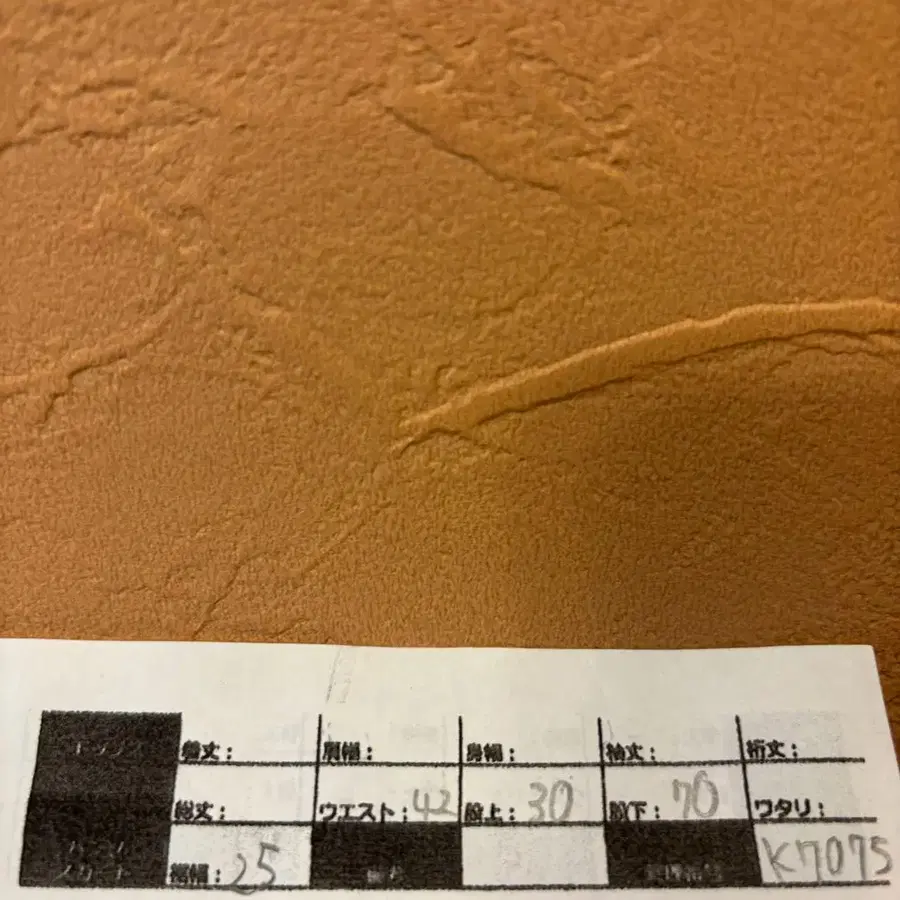 着丈： 肩幅： 身幅： 袖丈： 裄丈：
総丈： ウエスト：42 股上：30 股下：70 ワタリ：
裾幅：25 K7075